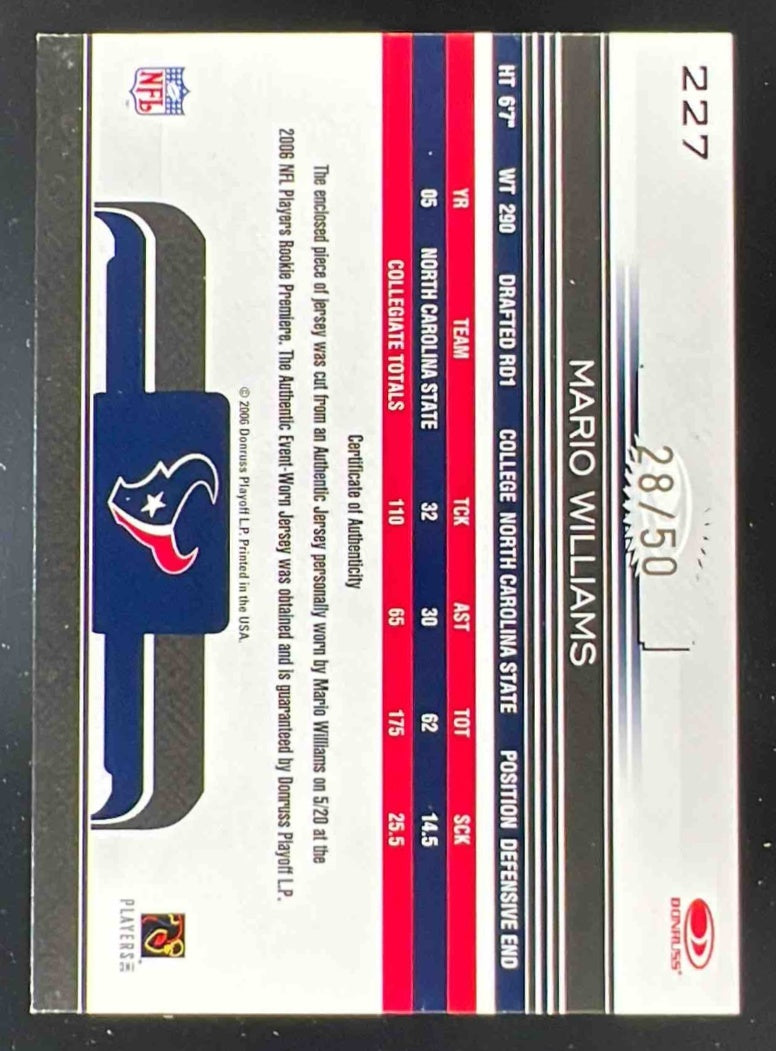 227
28/50
DONRUSS
MARIO WILLIAMS
HT 6'7" WT 290 DRAFTED RD1 COLLEGE NORTH CAROLINA STATE POSITION DEFENSIVE END
YR TEAM TCK AST TOT SCK
05 NORTH CAROLINA STATE 32 30 62 14.5
COLLEGIATE TOTALS 110 65 175 25.5
Certificate of Authenticity
The enclosed piece of jersey was cut from an Authentic Jersey personally worn by Mario Williams on 5/20 at the
2006 NFL Players Rookie Premiere. The Authentic Event-Worn Jersey was obtained and is guaranteed by Donruss Playoff L.P.
© 2006 Donruss Playoff L.P. Printed in the USA.
NFL
PLAYERS INC